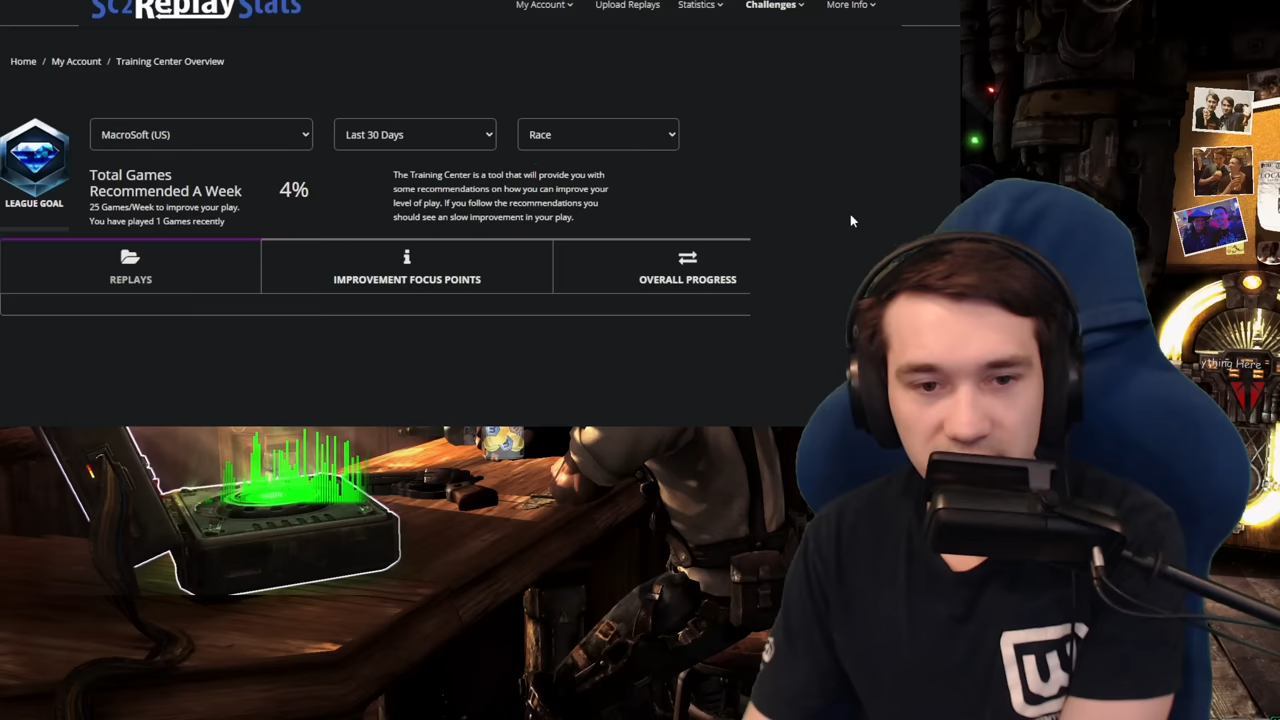 Sc2ReplayStats
My Account
Upload Replays
Statistics
Challenges
More Info
Home / My Account / Training Center Overview
MacroSoft (US)
Last 30 Days
Race
LEAGUE GOAL
Total Games
Recommended A Week
25 Games/Week to improve your play.
You have played 1 Games recently
4%
The Training Center is a tool that will provide you with
some recommendations on how you can improve your
level of play. If you follow the recommendations you
should see an slow improvement in your play.
REPLAYS
IMPROVEMENT FOCUS POINTS
OVERALL PROGRESS
ything Here